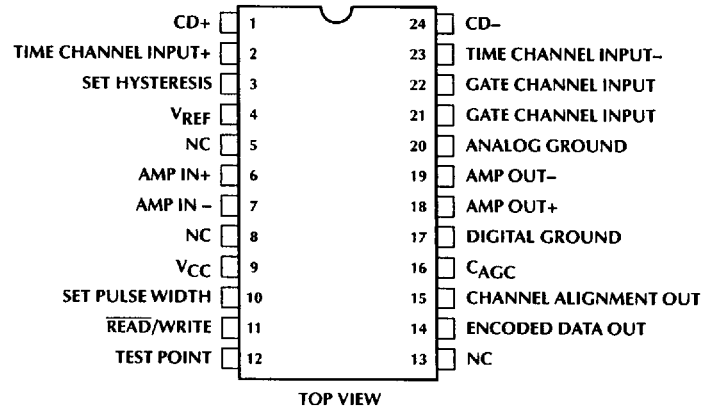 CD+ 1 24 CD–
TIME CHANNEL INPUT+ 2 23 TIME CHANNEL INPUT–
SET HYSTERESIS 3 22 GATE CHANNEL INPUT
VREF 4 21 GATE CHANNEL INPUT
NC 5 20 ANALOG GROUND
AMP IN+ 6 19 AMP OUT–
AMP IN – 7 18 AMP OUT+
NC 8 17 DIGITAL GROUND
VCC 9 16 CAGC
SET PULSE WIDTH 10 15 CHANNEL ALIGNMENT OUT
READ/WRITE 11 14 ENCODED DATA OUT
TEST POINT 12 13 NC
TOP VIEW